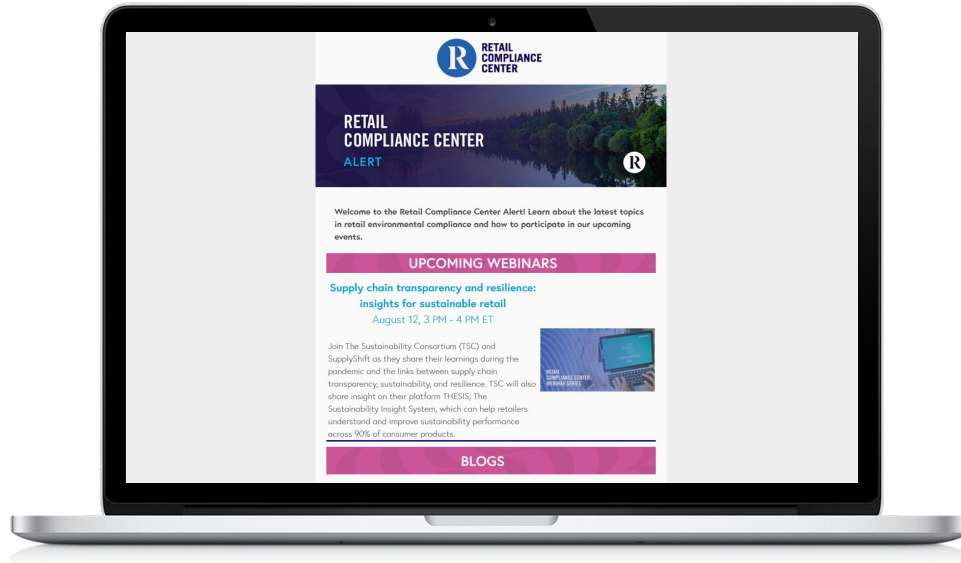 RETAIL
COMPLIANCE
CENTER
RETAIL
COMPLIANCE CENTER
ALERT
R
Welcome to the Retail Compliance Center Alert! Learn about the latest topics
in retail environmental compliance and how to participate in our upcoming
events.
UPCOMING WEBINARS
Supply chain transparency and resilience:
insights for sustainable retail
August 12, 3 PM - 4 PM ET
Join The Sustainability Consortium (TSC) and
SupplyShift as they share their learnings during the
pandemic and the links between supply chain
transparency, sustainability, and resilience. TSC will also
share insight on their platform THESIS, The
Sustainability Insight System, which can help retailers
understand and improve sustainability performance
across 90% of consumer products.
RETAIL
COMPLIANCE CENTER
WEBINAR SERIES
BLOGS